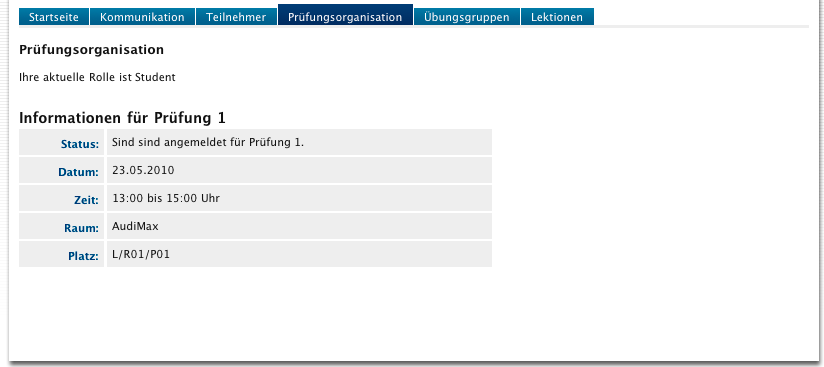 Startseite Kommunikation Teilnehmer Prüfungsorganisation Übungsgruppen Lektionen
Prüfungsorganisation
Ihre aktuelle Rolle ist Student
Informationen für Prüfung 1
Status: Sind sind angemeldet für Prüfung 1.
Datum: 23.05.2010
Zeit: 13:00 bis 15:00 Uhr
Raum: AudiMax
Platz: L/R01/P01